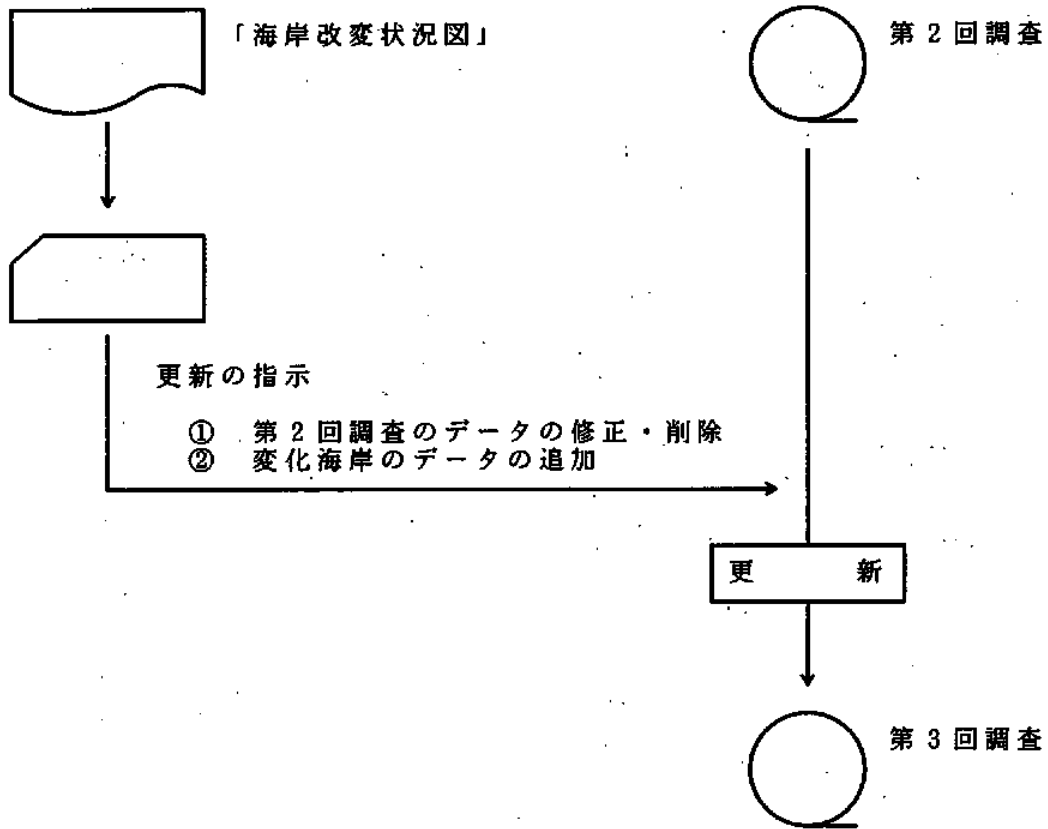 「海岸改変状況図」
第2回調査
更新の指示
① 第2回調査のデータの修正・削除
② 変化海岸のデータの追加
更 新
第3回調査